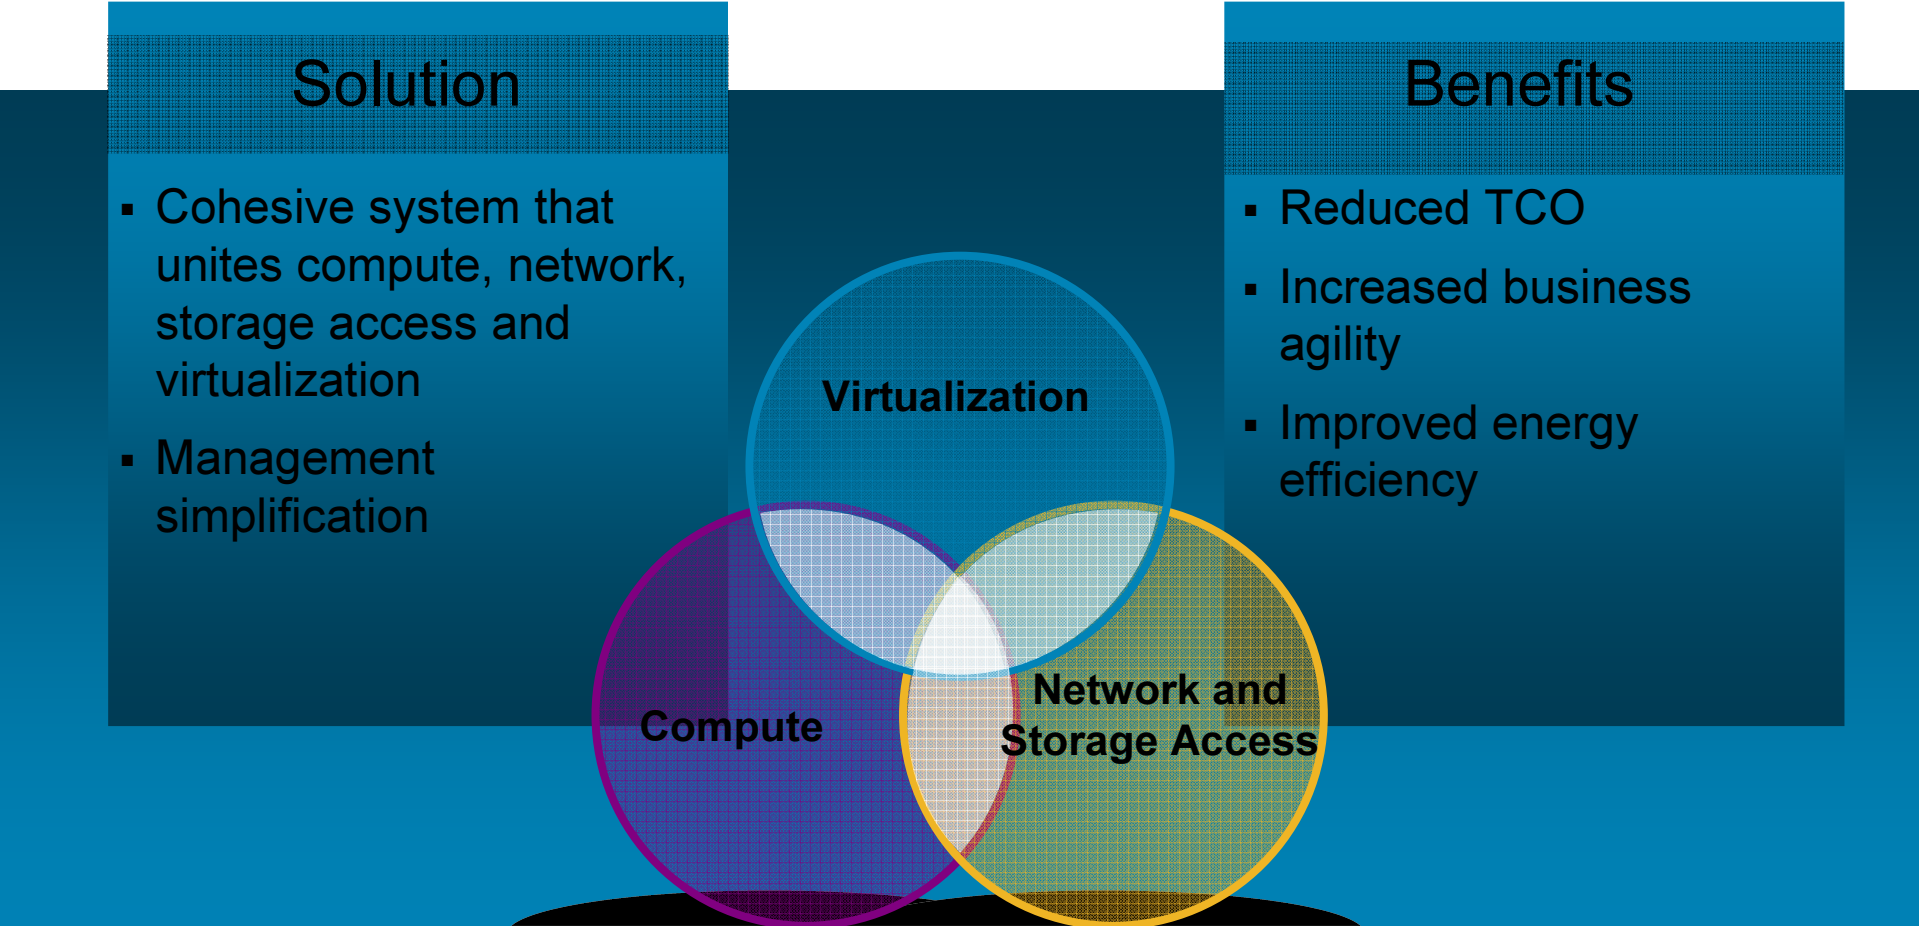 Solution
▪ Cohesive system that
unites compute, network,
storage access and
virtualization
▪ Management
simplification
Benefits
▪ Reduced TCO
▪ Increased business
agility
▪ Improved energy
efficiency
Virtualization
Compute
Network and
Storage Access